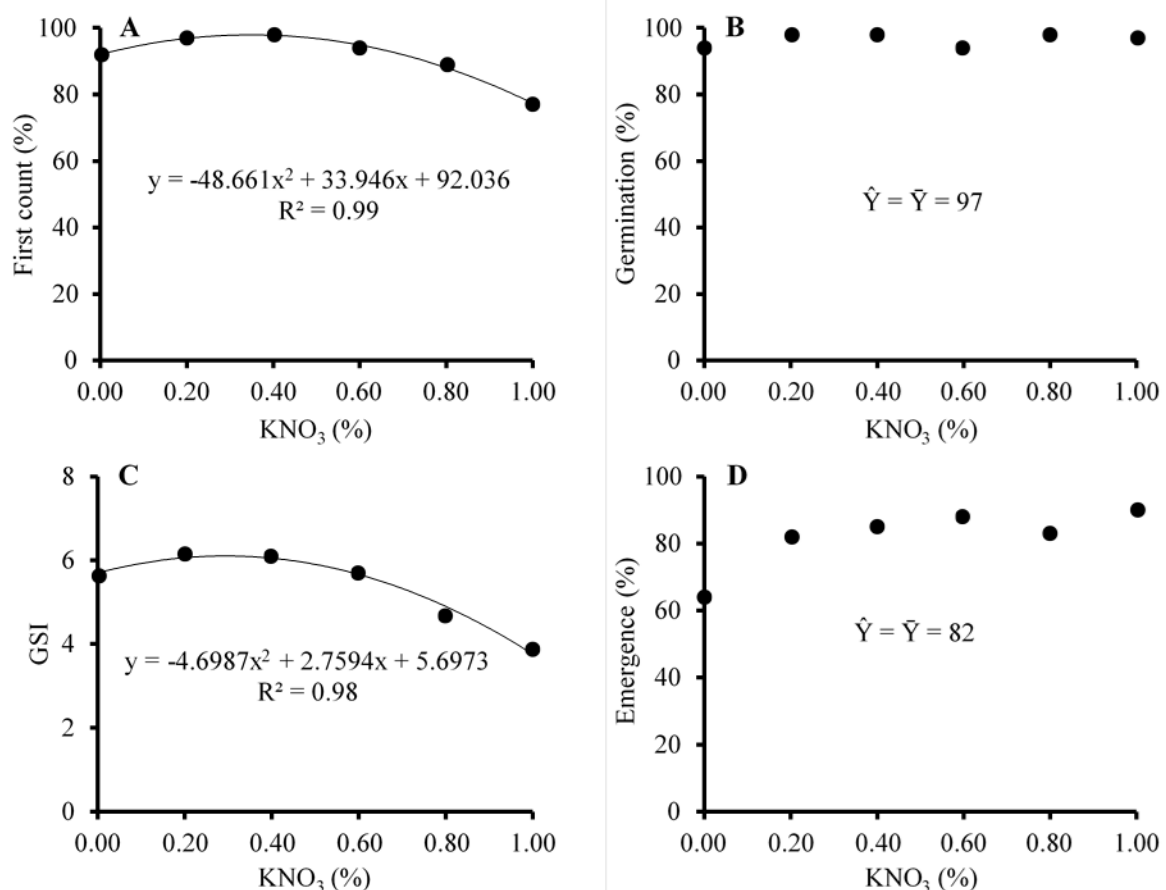 A
First count (%)
100
80
60
40
20
0
y = -48.661x² + 33.946x + 92.036
R² = 0.99
0.00 0.20 0.40 0.60 0.80 1.00
KNO₃ (%)
B
Germination (%)
100
80
60
40
20
0
Ŷ = Ȳ = 97
0.00 0.20 0.40 0.60 0.80 1.00
KNO₃ (%)
C
GSI
8
6
4
2
0
y = -4.6987x² + 2.7594x + 5.6973
R² = 0.98
0.00 0.20 0.40 0.60 0.80 1.00
KNO₃ (%)
D
Emergence (%)
100
80
60
40
20
0
Ŷ = Ȳ = 82
0.00 0.20 0.40 0.60 0.80 1.00
KNO₃ (%)